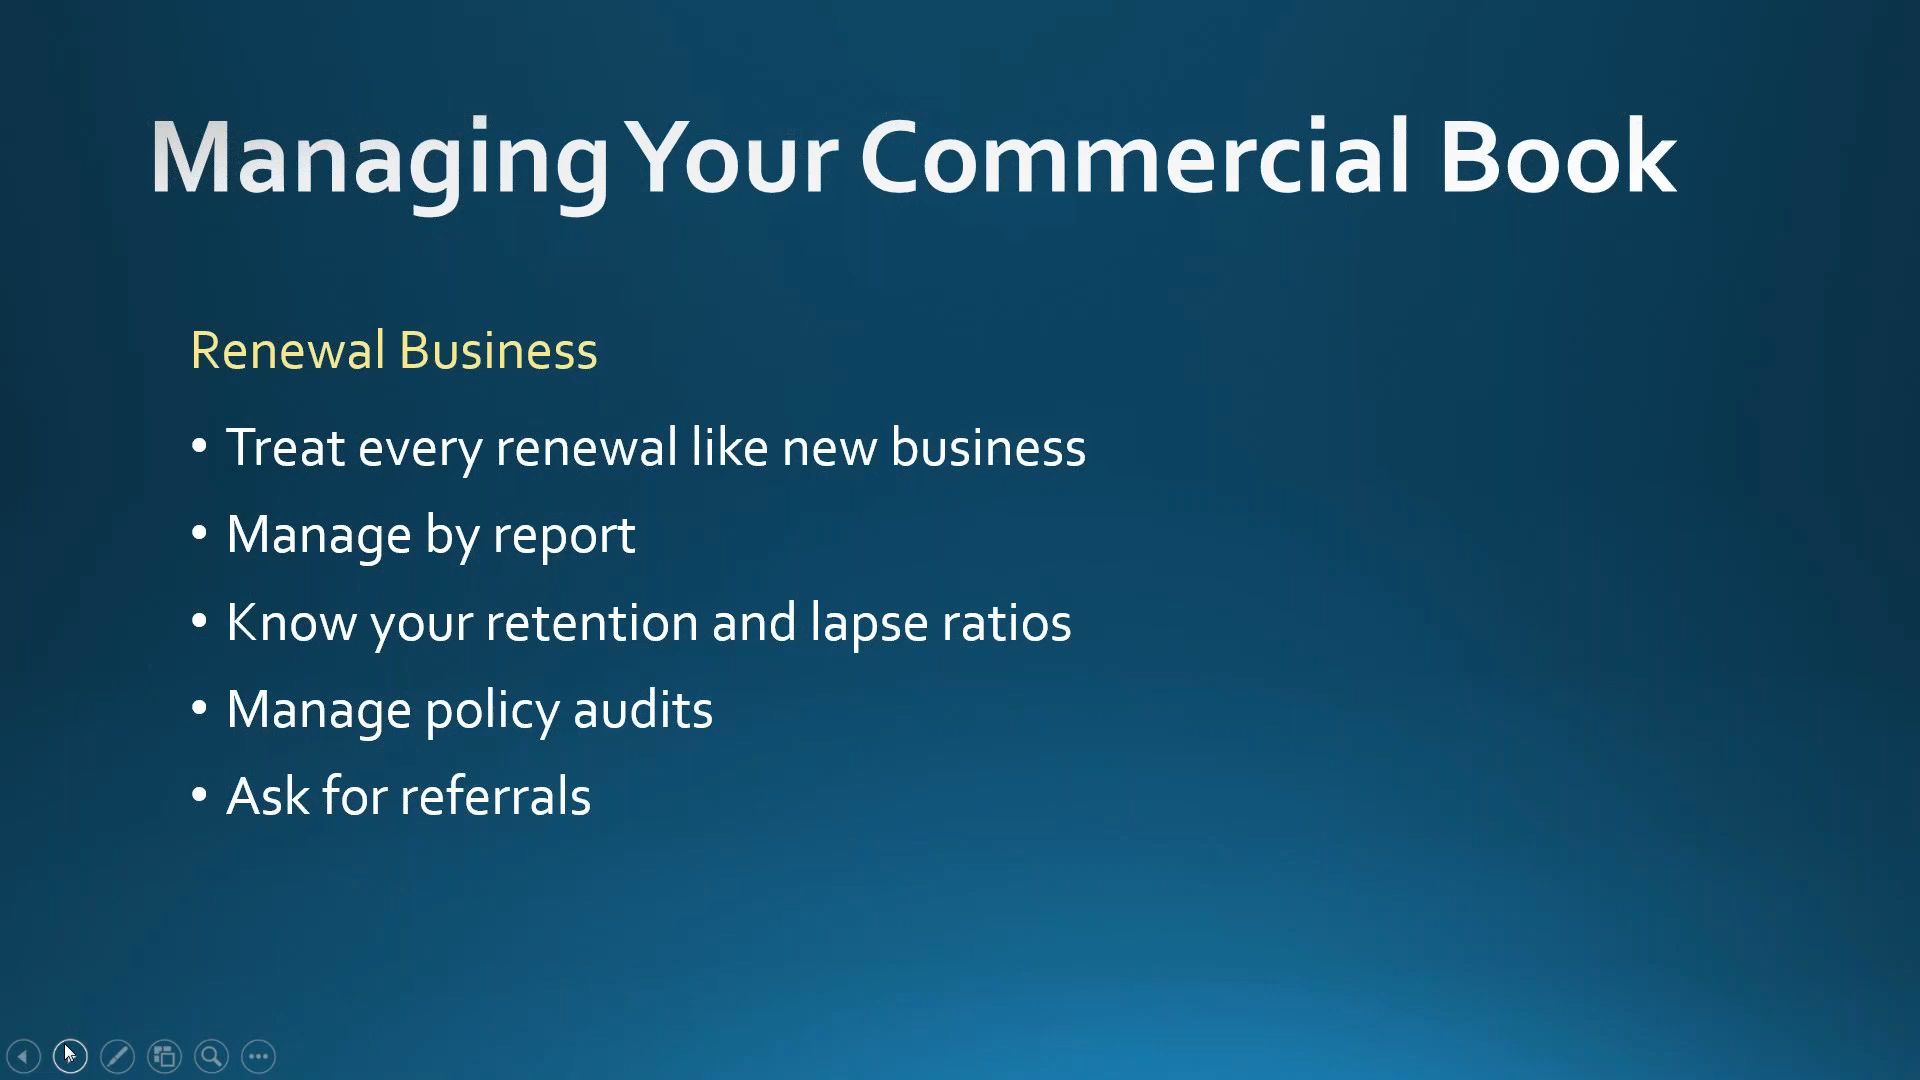 Managing Your Commercial Book
Renewal Business
• Treat every renewal like new business
• Manage by report
• Know your retention and lapse ratios
• Manage policy audits
• Ask for referrals